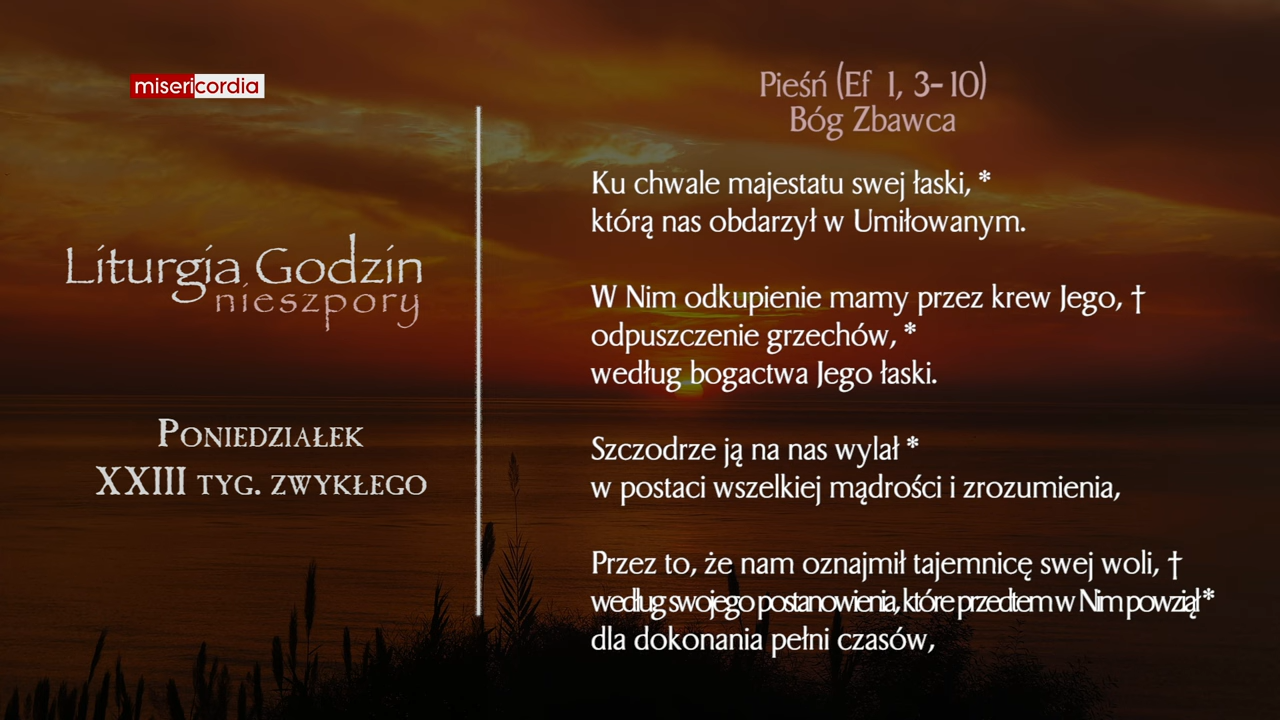 misericordia
Liturgia Godzin
nieszpory
Poniedziałek
XXIII tyg. zwykłego
Pieśń (Ef 1, 3-10)
Bóg Zbawca
Ku chwale majestatu swej łaski, *
którą nas obdarzył w Umiłowanym.
W Nim odkupienie mamy przez krew Jego, †
odpuszczenie grzechów, *
według bogactwa Jego łaski.
Szczodrze ją na nas wylał *
w postaci wszelkiej mądrości i zrozumienia,
Przez to, że nam oznajmił tajemnicę swej woli, †
według swojego postanowienia, które przedtem w Nim powziął *
dla dokonania pełni czasów,